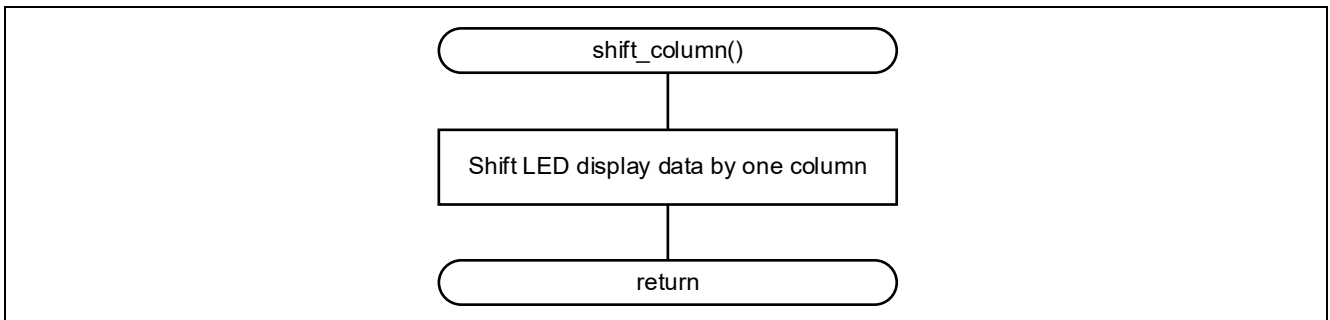 shift_column()
Shift LED display data by one column
return